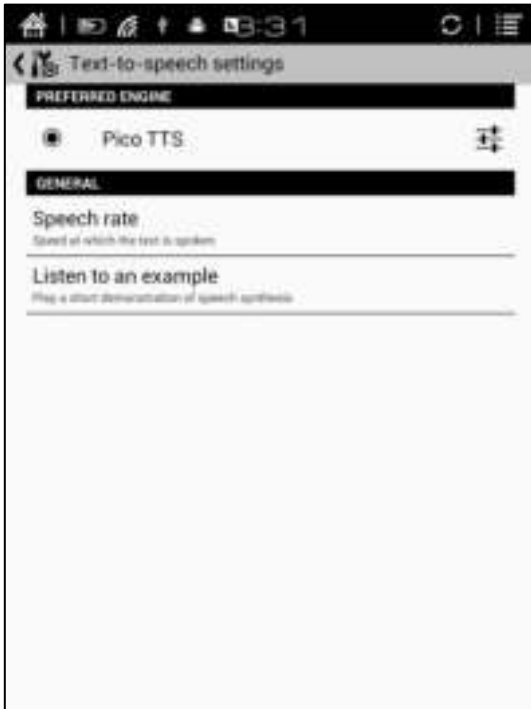 3:31
Text-to-speech settings
PREFERRED ENGINE
Pico TTS
GENERAL
Speech rate
Speed at which the text is spoken
Listen to an example
Play a short demonstration of speech synthesis